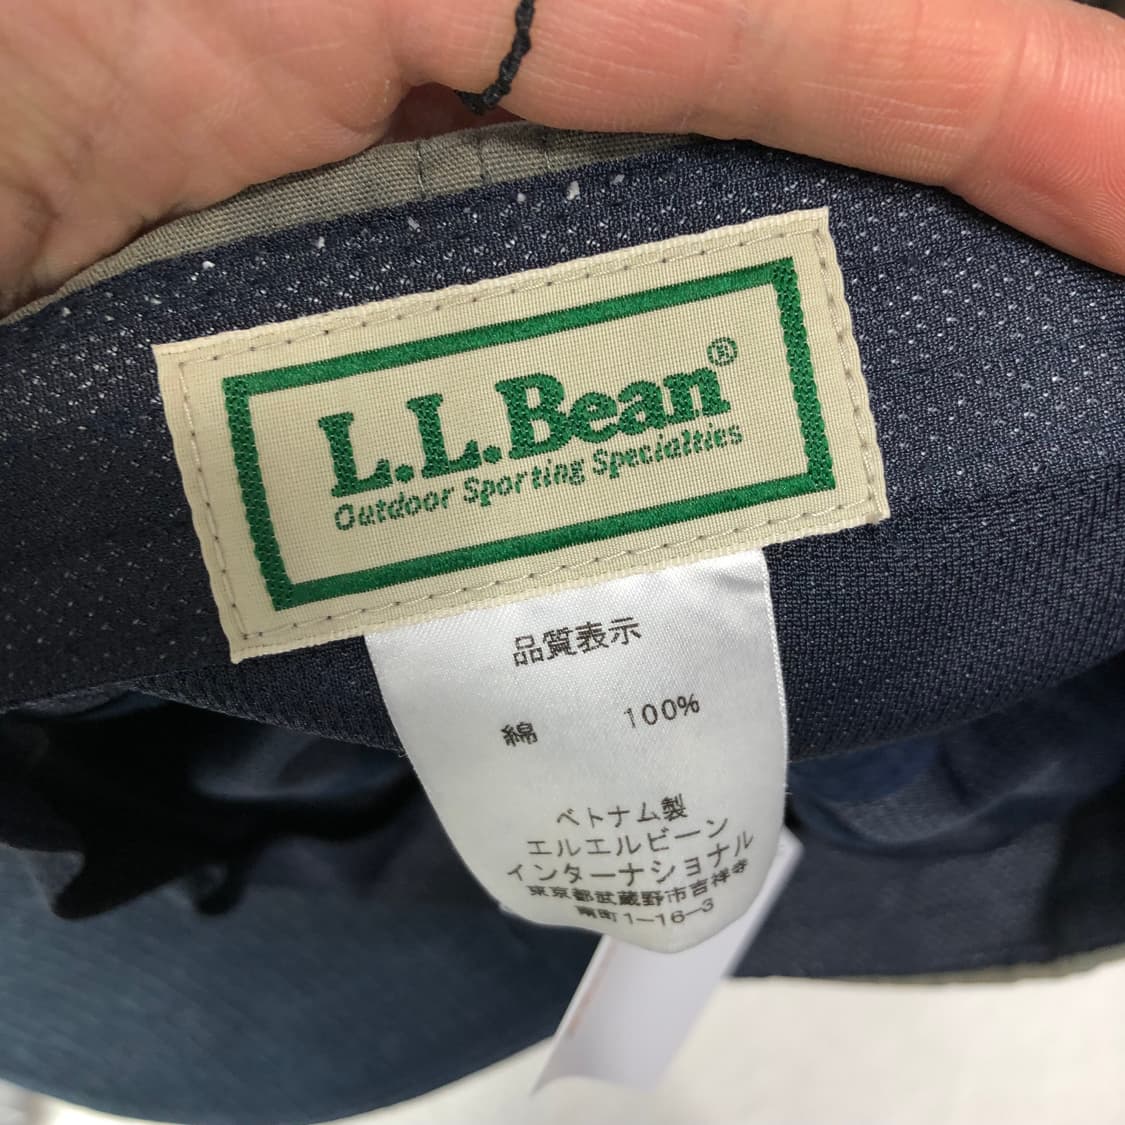 L.L.Bean®
Outdoor Sporting Specialties
品質表示
綿 100%
ベトナム製
エルエルビーン
インターナショナル
東京都武蔵野市吉祥寺
南町1-16-3